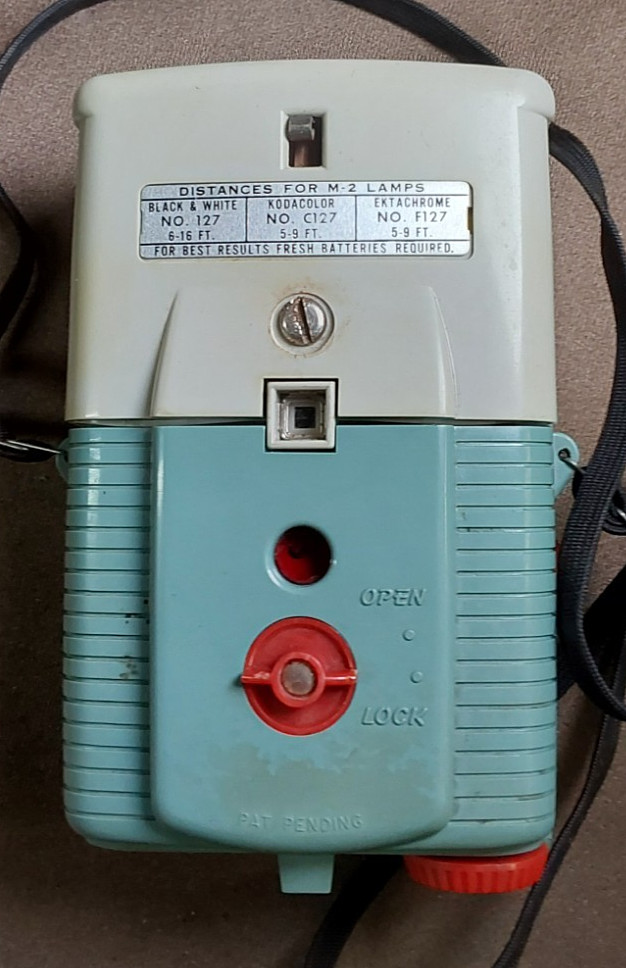 DISTANCES FOR M-2 LAMPS
BLACK & WHITE
NO. 127
6-16 FT.
KODACOLOR
NO. C127
5-9 FT.
EKTACHROME
NO. F127
5-9 FT.
FOR BEST RESULTS FRESH BATTERIES REQUIRED.
OPEN
LOCK
PAT PENDING